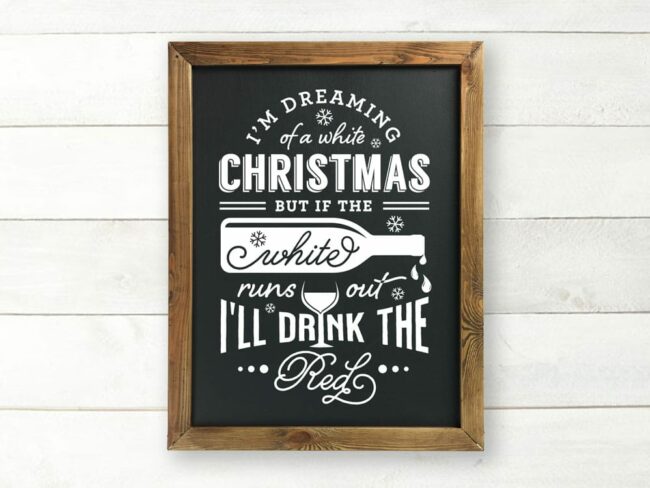 I'M DREAMING
of a white
CHRISTMAS
BUT IF THE
white
runs out
I'LL DRINK THE
Red